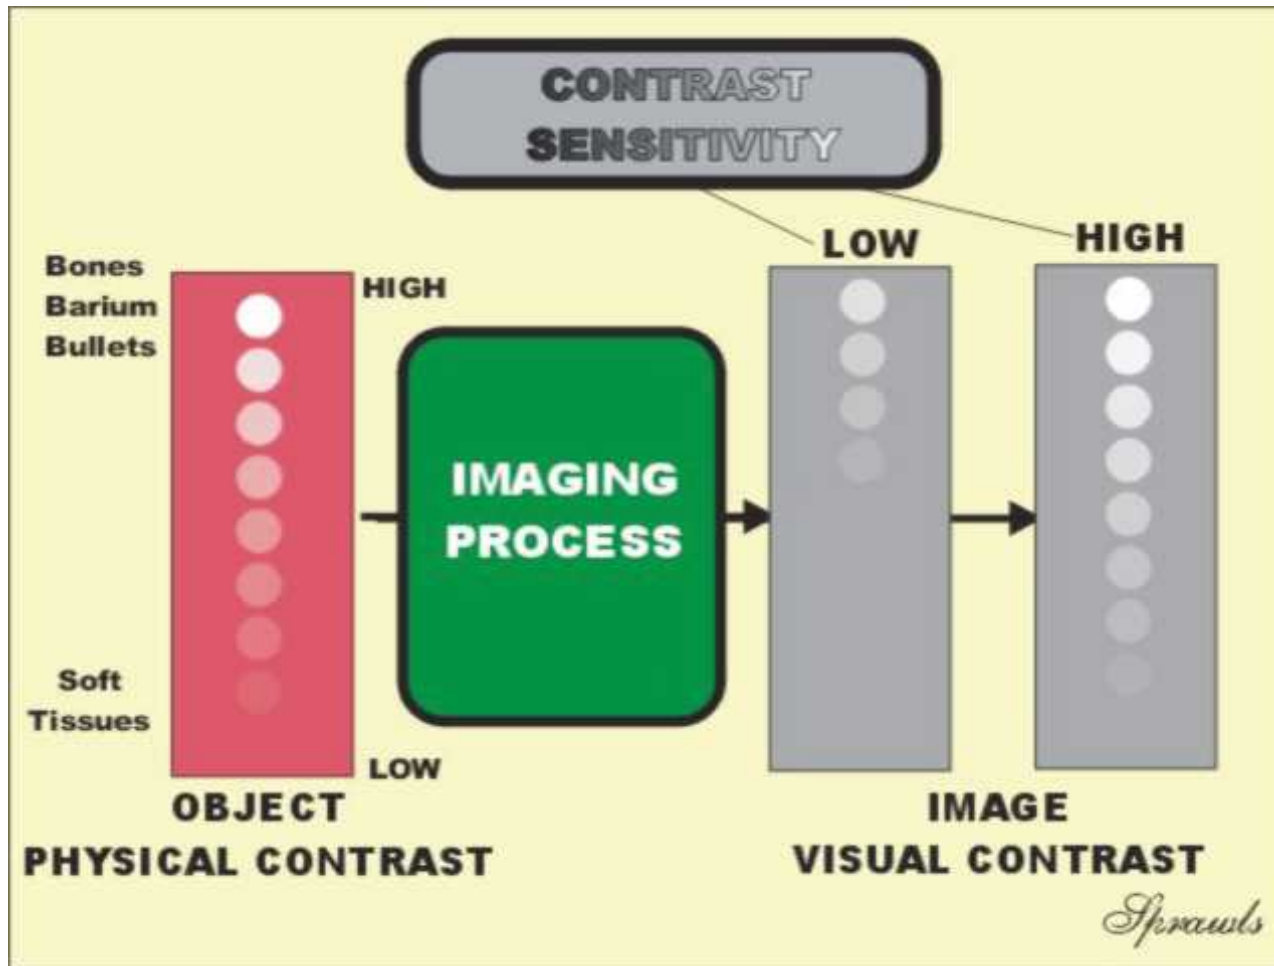 CONTRAST
SENSITIVITY
LOW
HIGH
Bones
Barium
Bullets
HIGH
IMAGING
PROCESS
Soft
Tissues
LOW
OBJECT
PHYSICAL CONTRAST
IMAGE
VISUAL CONTRAST
Sprawls